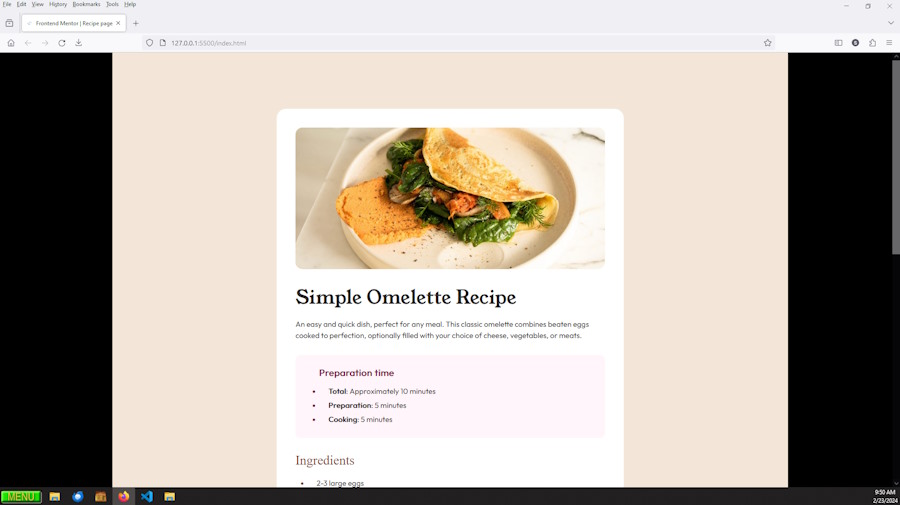 File Edit View History Bookmarks Tools Help
Frontend Mentor | Recipe page
127.0.0.1:5500/index.html
Simple Omelette Recipe
An easy and quick dish, perfect for any meal. This classic omelette combines beaten eggs
cooked to perfection, optionally filled with your choice of cheese, vegetables, or meats.
Preparation time
• Total: Approximately 10 minutes
• Preparation: 5 minutes
• Cooking: 5 minutes
Ingredients
• 2-3 large eggs
MENU
9:50 AM
2/23/2024